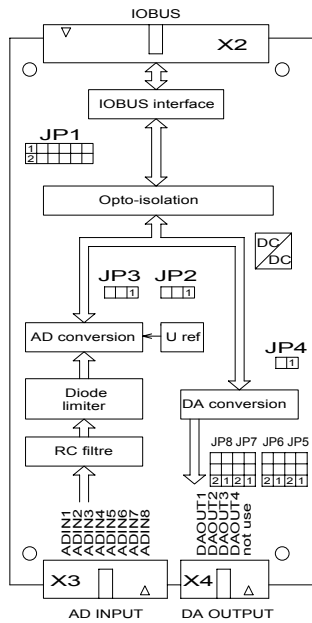 IOBUS
X2
IOBUS interface
JP1
1
2
Opto-isolation
DC
DC
JP3 JP2
1 1
AD conversion
U ref
JP4
1
Diode
limiter
DA conversion
RC filtre
JP8 JP7 JP6 JP5
2 1 2 1 2 1 2 1
ADIN1
ADIN2
ADIN3
ADIN4
ADIN5
ADIN6
ADIN7
ADIN8
DAOUT1
DAOUT2
DAOUT3
DAOUT4
not use
X3
X4
AD INPUT
DA OUTPUT